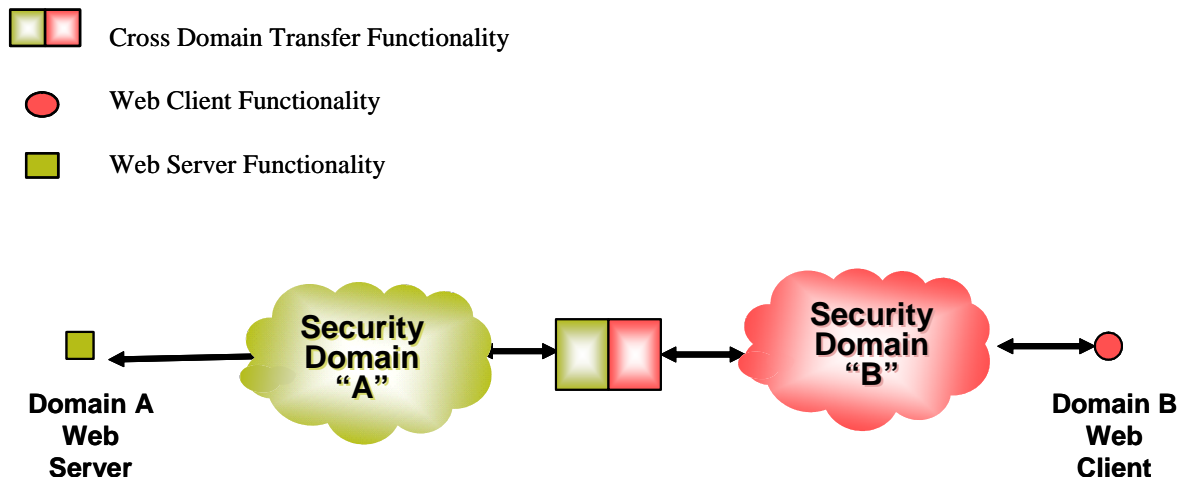 Cross Domain Transfer Functionality
Web Client Functionality
Web Server Functionality
Security
Domain
“A”
Security
Domain
“B”
Domain A
Web
Server
Domain B
Web
Client